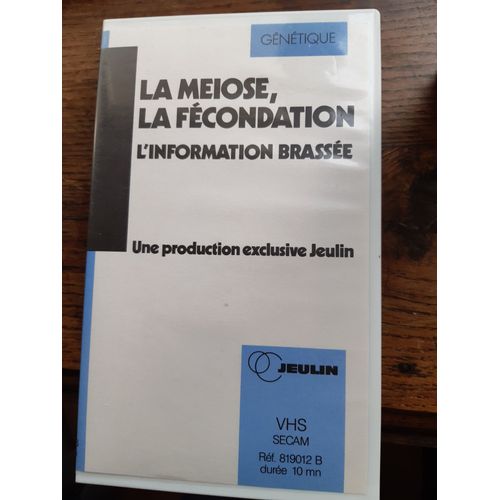 GÉNÉTIQUE
LA MEIOSE,
LA FÉCONDATION
L'INFORMATION BRASSÉE
Une production exclusive Jeulin
JEULIN
VHS
SECAM
Réf. 819012 B
durée 10 mn